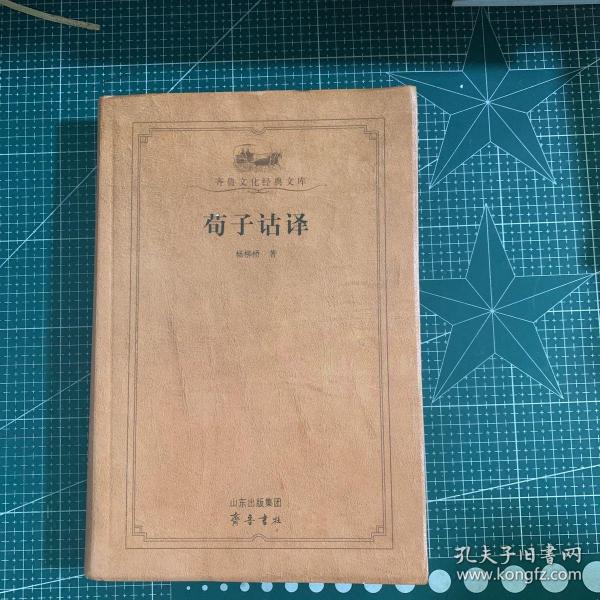 齐鲁文化经典文库
荀子诂译
杨柳桥 著
山东出版集团
齐鲁书社
孔夫子旧书网
www.kongfz.com